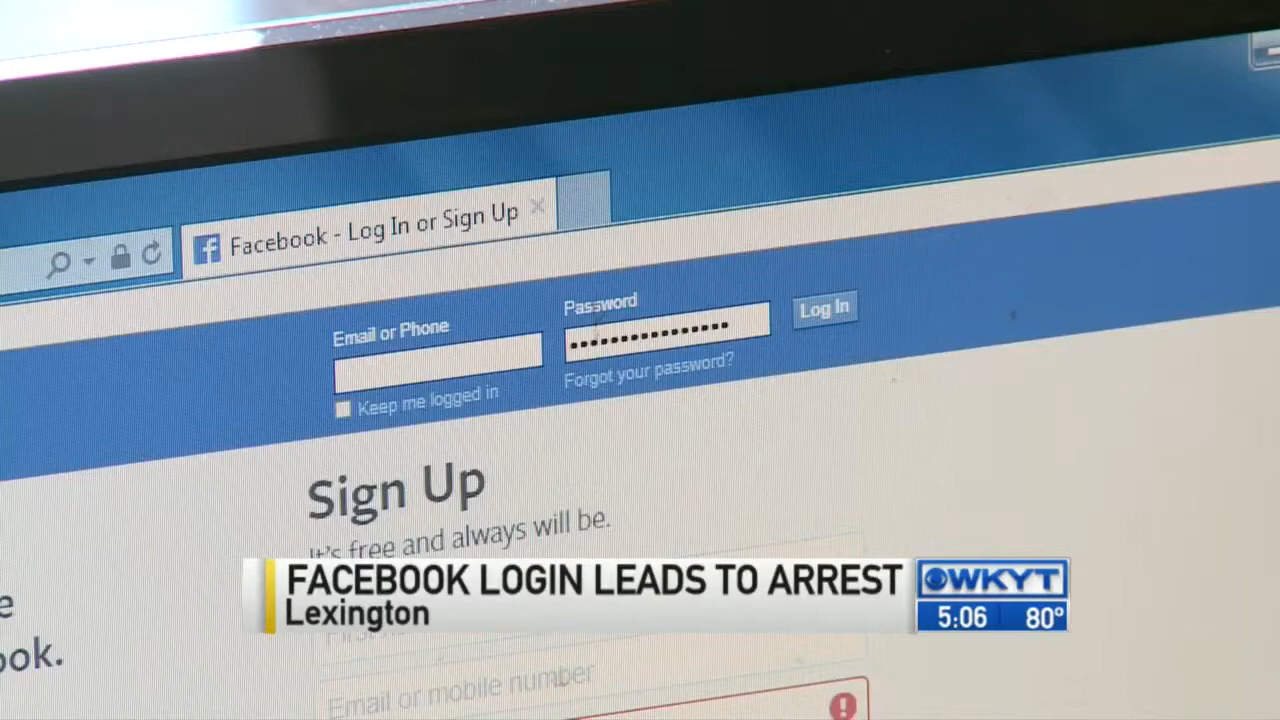 Facebook - Log In or Sign Up
Email or Phone
Password
••••••••••••••••
Log In
Keep me logged in
Forgot your password?
Sign Up
It's free and always will be.
ook.
FACEBOOK LOGIN LEADS TO ARREST
Lexington
WKYT
5:06 80°
Email or mobile number